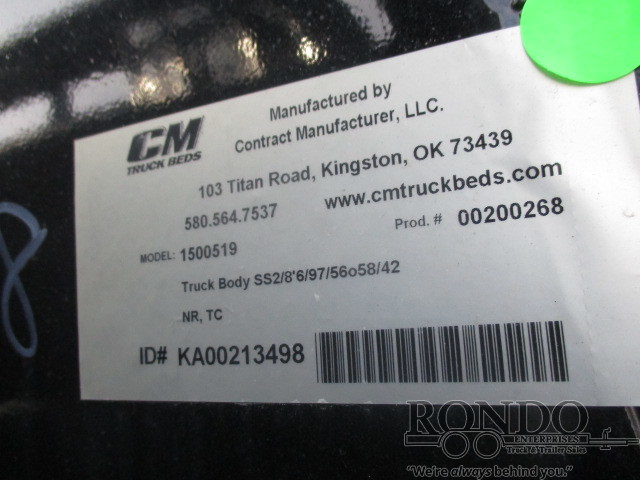 CM
TRUCK BEDS
Manufactured by
Contract Manufacturer, LLC.
103 Titan Road, Kingston, OK 73439
580.564.7537
www.cmtruckbeds.com
Prod. # 00200268
MODEL: 1500519
Truck Body SS2/8'6/97/56o58/42
NR, TC
ID# KA00213498
8
RONDO
ENTERPRISES
Truck & Trailer Sales
"We're always behind you."